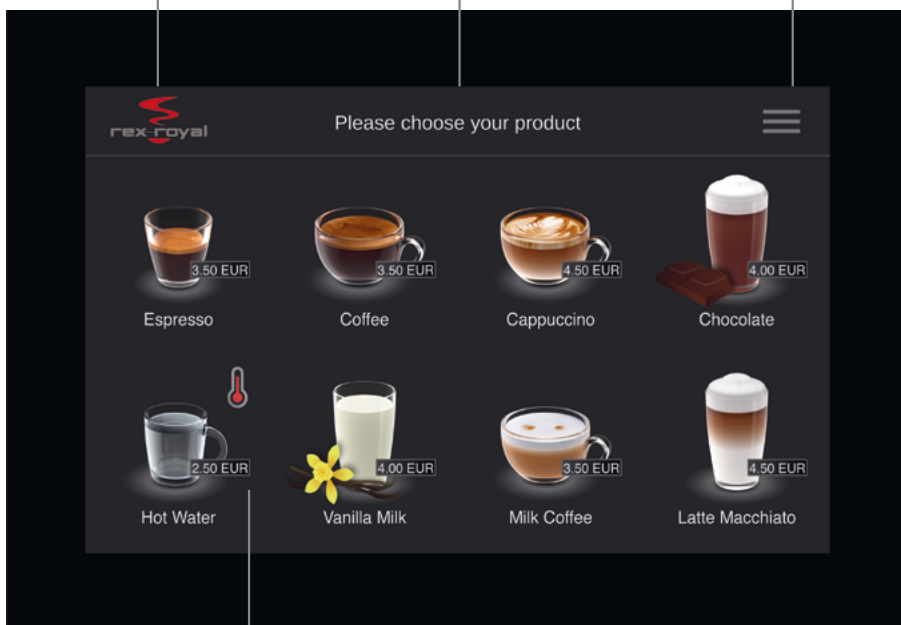 rex-royal
Please choose your product
3.50 EUR
3.50 EUR
4.50 EUR
4.00 EUR
Espresso
Coffee
Cappuccino
Chocolate
2.50 EUR
4.00 EUR
3.50 EUR
4.50 EUR
Hot Water
Vanilla Milk
Milk Coffee
Latte Macchiato